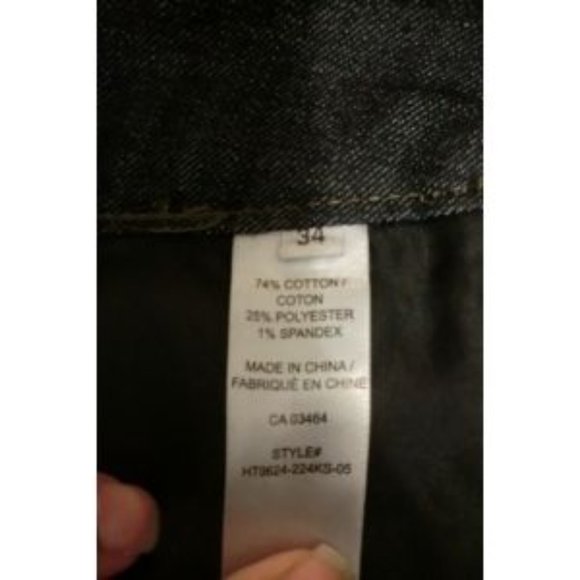 34
74% COTTON /
COTON
25% POLYESTER
1% SPANDEX
MADE IN CHINA /
FABRIQUÉ EN CHINE
CA 03464
STYLE#
HT9624-224KS-05